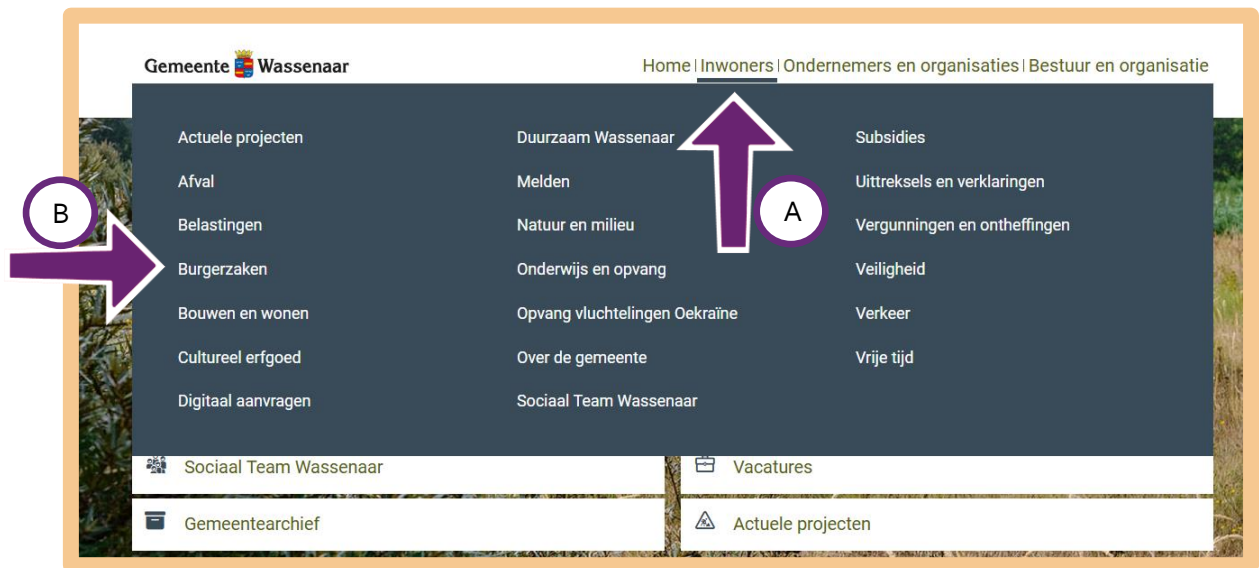 Gemeente Wassenaar
Home | Inwoners | Ondernemers en organisaties | Bestuur en organisatie
Actuele projecten
Afval
Belastingen
Burgerzaken
Bouwen en wonen
Cultureel erfgoed
Digitaal aanvragen
Duurzaam Wassenaar
Melden
Natuur en milieu
Onderwijs en opvang
Opvang vluchtelingen Oekraïne
Over de gemeente
Sociaal Team Wassenaar
Subsidies
Uittreksels en verklaringen
Vergunningen en ontheffingen
Veiligheid
Verkeer
Vrije tijd
A
B
Sociaal Team Wassenaar
Vacatures
Gemeentearchief
Actuele projecten